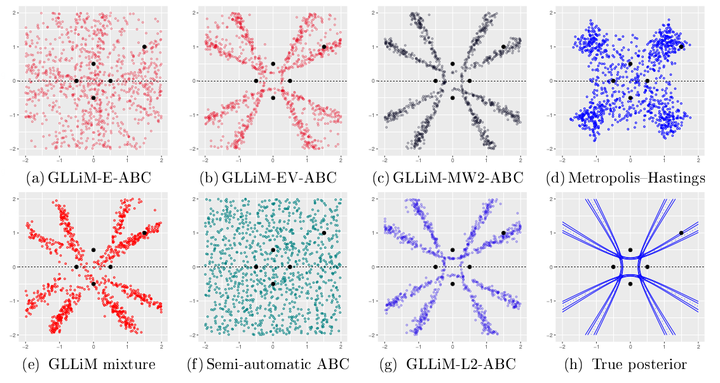 (a) GLLiM-E-ABC
(b) GLLiM-EV-ABC
(c) GLLiM-MW2-ABC
(d) Metropolis–Hastings
(e) GLLiM mixture
(f) Semi-automatic ABC
(g) GLLiM-L2-ABC
(h) True posterior